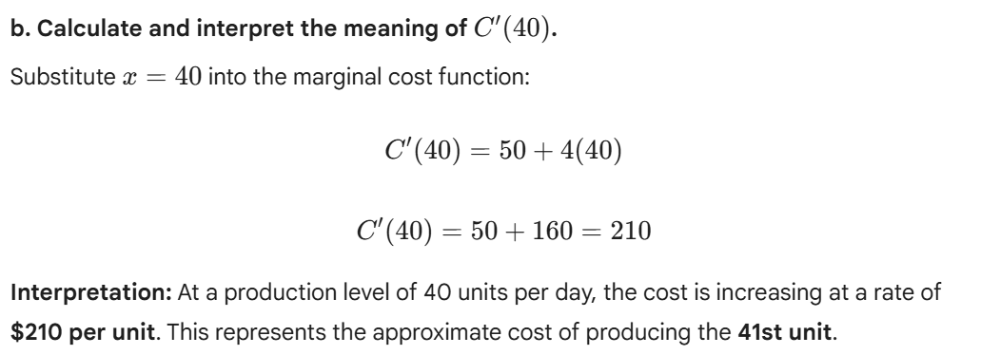 b. Calculate and interpret the meaning of C′(40).
Substitute x = 40 into the marginal cost function:
C′(40) = 50 + 4(40)
C′(40) = 50 + 160 = 210
Interpretation: At a production level of 40 units per day, the cost is increasing at a rate of
$210 per unit. This represents the approximate cost of producing the 41st unit.